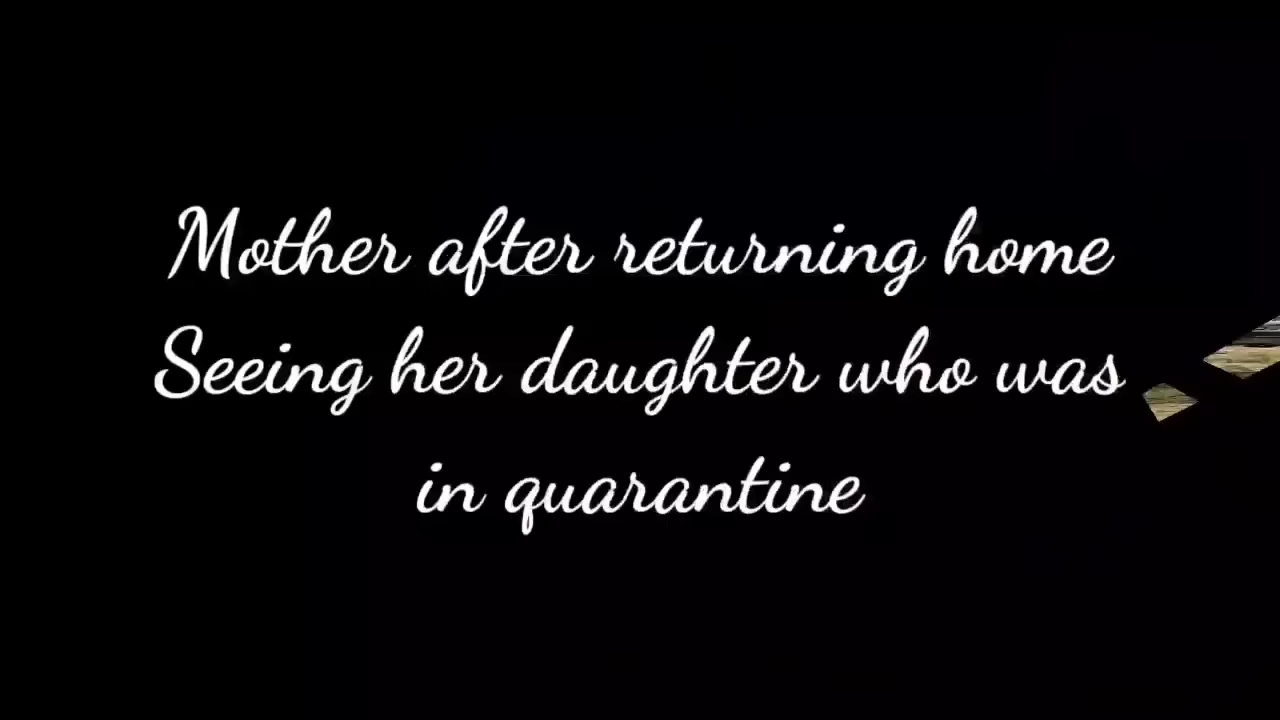 Mother after returning home
Seeing her daughter who was
in quarantine